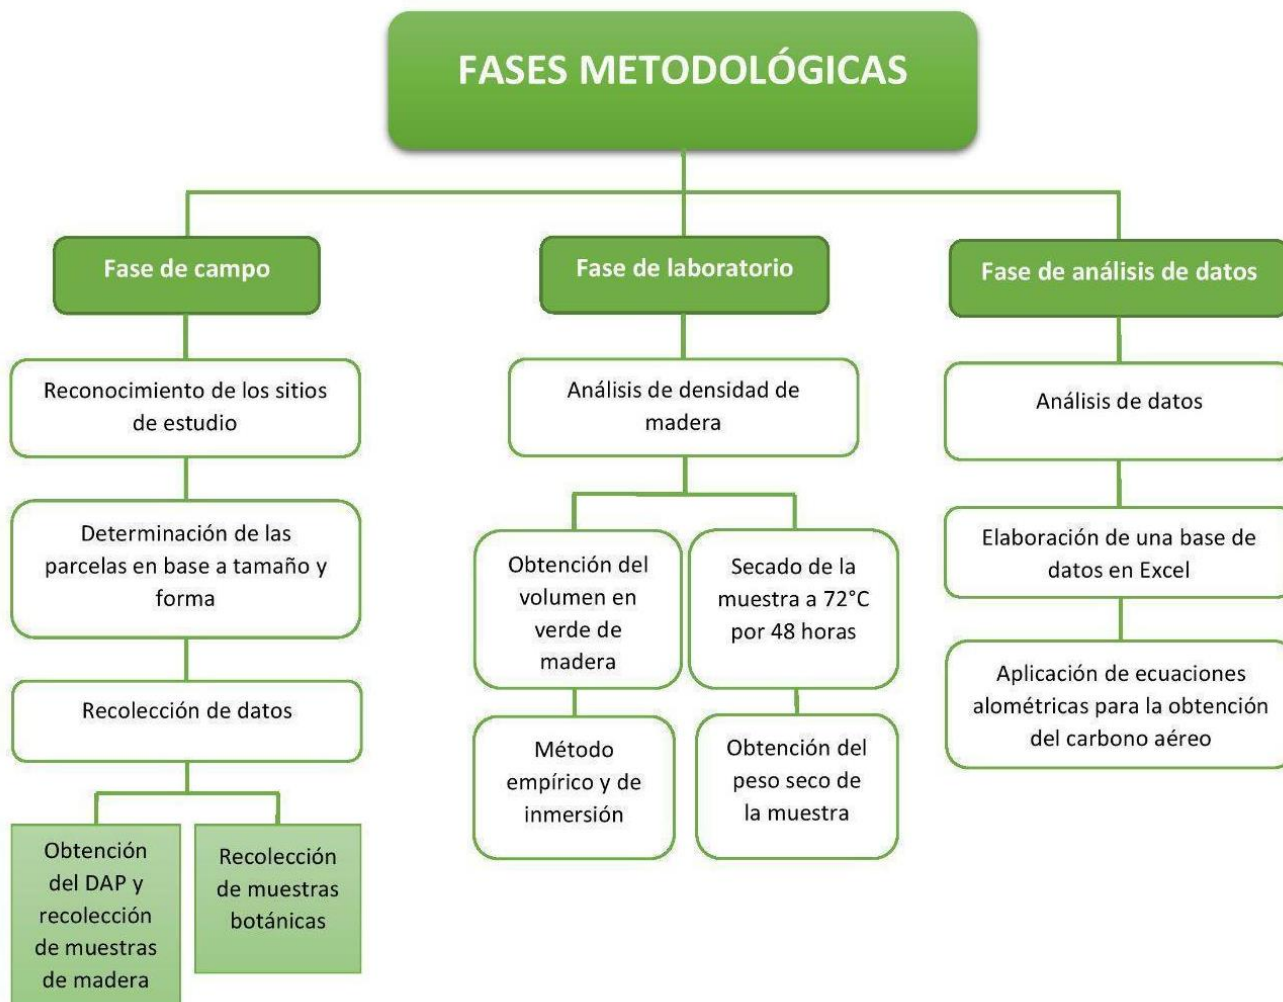 FASES METODOLÓGICAS
Fase de campo
Reconocimiento de los sitios
de estudio
Determinación de las
parcelas en base a tamaño y
forma
Recolección de datos
Obtención
del DAP y
recolección
de muestras
de madera
Recolección
de muestras
botánicas
Fase de laboratorio
Análisis de densidad de
madera
Obtención del
volumen en
verde de
madera
Método
empírico y de
inmersión
Secado de la
muestra a 72°C
por 48 horas
Obtención del
peso seco de
la muestra
Fase de análisis de datos
Análisis de datos
Elaboración de una base de
datos en Excel
Aplicación de ecuaciones
alométricas para la obtención
del carbono aéreo